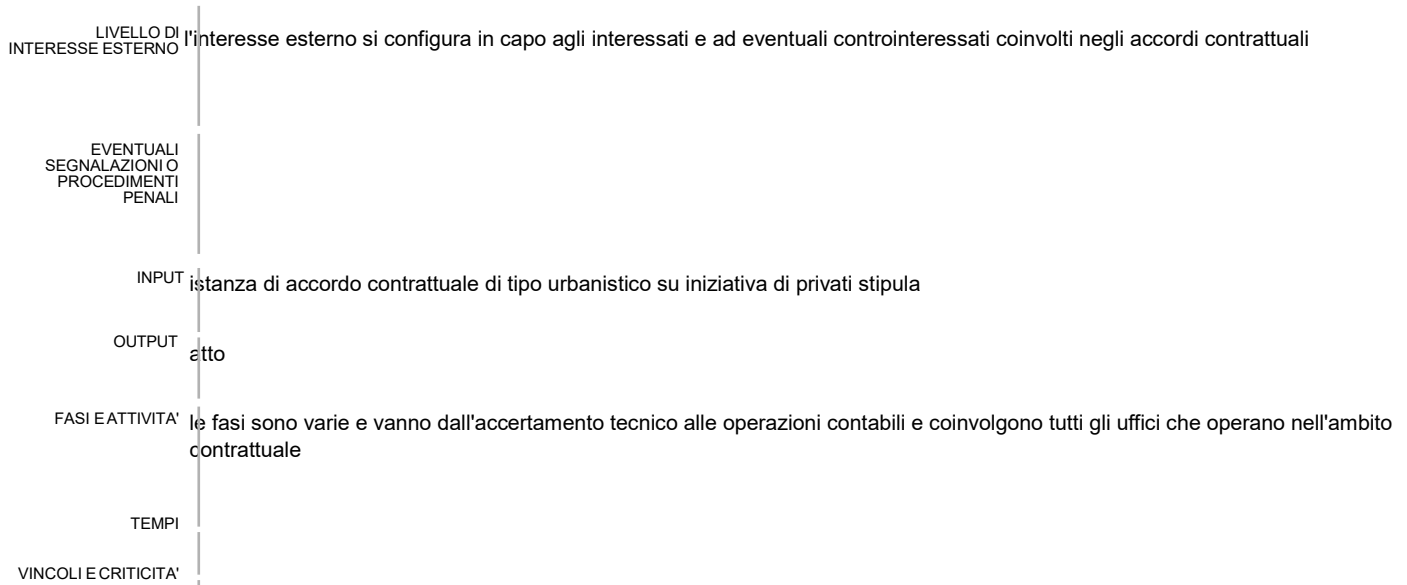 LIVELLO DI
INTERESSE ESTERNO
l'interesse esterno si configura in capo agli interessati e ad eventuali controinteressati coinvolti negli accordi contrattuali
EVENTUALI
SEGNALAZIONI O
PROCEDIMENTI
PENALI
INPUT
istanza di accordo contrattuale di tipo urbanistico su iniziativa di privati stipula
OUTPUT
atto
FASI E ATTIVITA'
le fasi sono varie e vanno dall'accertamento tecnico alle operazioni contabili e coinvolgono tutti gli uffici che operano nell'ambito
contrattuale
TEMPI
VINCOLI E CRITICITA'